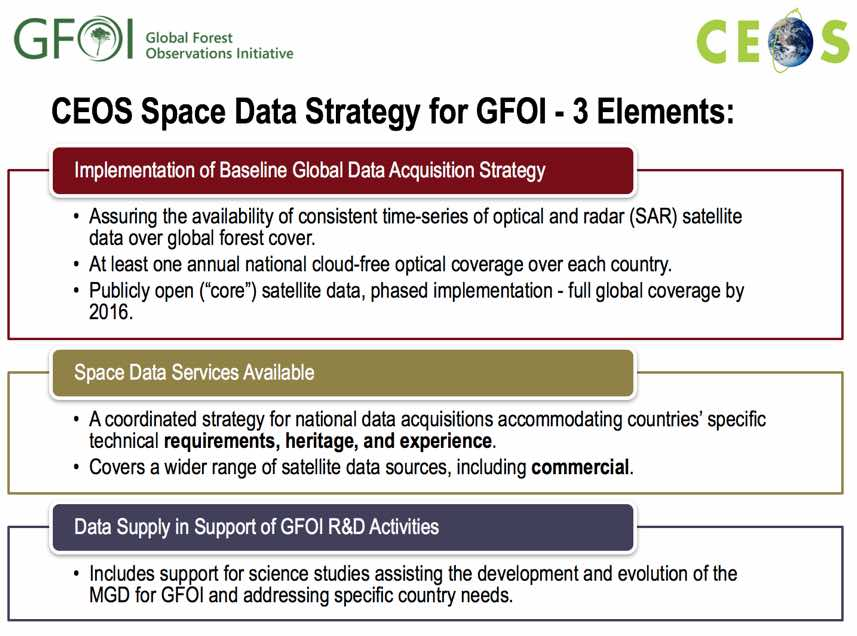 GFOI Global Forest
Observations Initiative
CEOS
CEOS Space Data Strategy for GFOI - 3 Elements:
Implementation of Baseline Global Data Acquisition Strategy
• Assuring the availability of consistent time-series of optical and radar (SAR) satellite
data over global forest cover.
• At least one annual national cloud-free optical coverage over each country.
• Publicly open (“core”) satellite data, phased implementation - full global coverage by
2016.
Space Data Services Available
• A coordinated strategy for national data acquisitions accommodating countries’ specific
technical requirements, heritage, and experience.
• Covers a wider range of satellite data sources, including commercial.
Data Supply in Support of GFOI R&D Activities
• Includes support for science studies assisting the development and evolution of the
MGD for GFOI and addressing specific country needs.